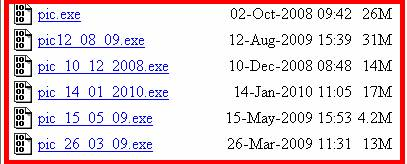 pic.exe 02-Oct-2008 09:42 26M
pic12_08_09.exe 12-Aug-2009 15:39 31M
pic_10_12_2008.exe 10-Dec-2008 08:48 14M
pic_14_01_2010.exe 14-Jan-2010 11:05 17M
pic_15_05_09.exe 15-May-2009 15:53 4.2M
pic_26_03_09.exe 26-Mar-2009 11:31 13M